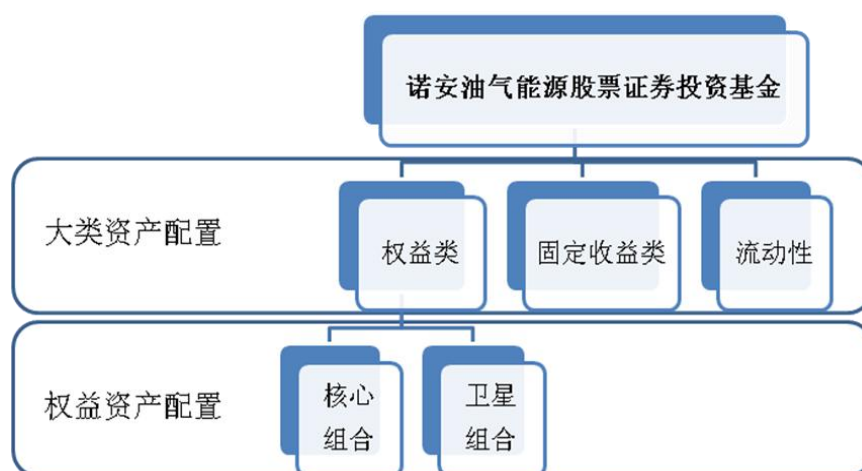 诺安油气能源股票证券投资基金
大类资产配置
权益类
固定收益类
流动性
权益资产配置
核心
组合
卫星
组合